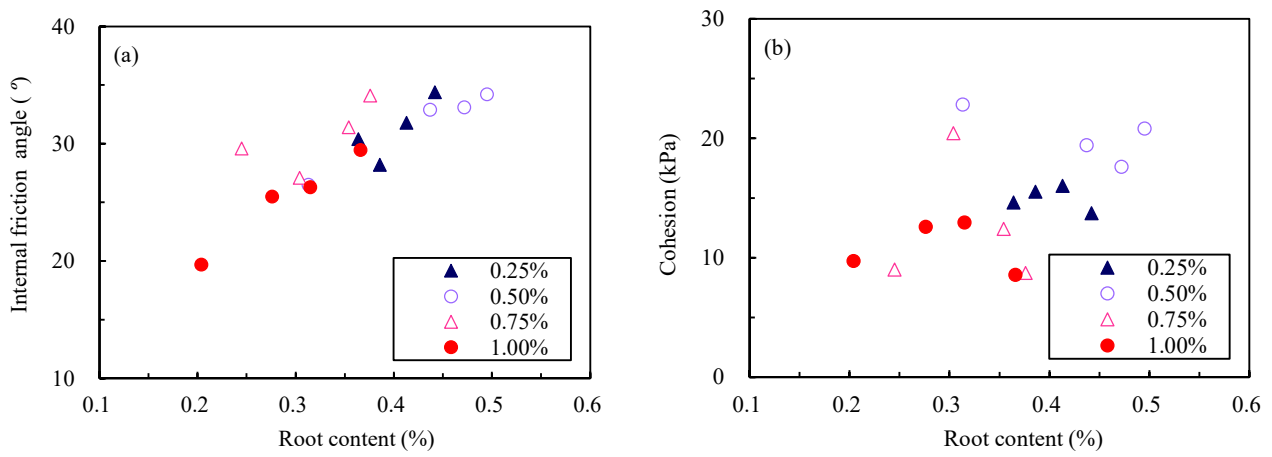 (a)
Internal friction angle ( º)
40
30
20
10
0.1 0.2 0.3 0.4 0.5 0.6
Root content (%)
0.25%
0.50%
0.75%
1.00%
(b)
Cohesion (kPa)
30
20
10
0
0.1 0.2 0.3 0.4 0.5 0.6
Root content (%)
0.25%
0.50%
0.75%
1.00%